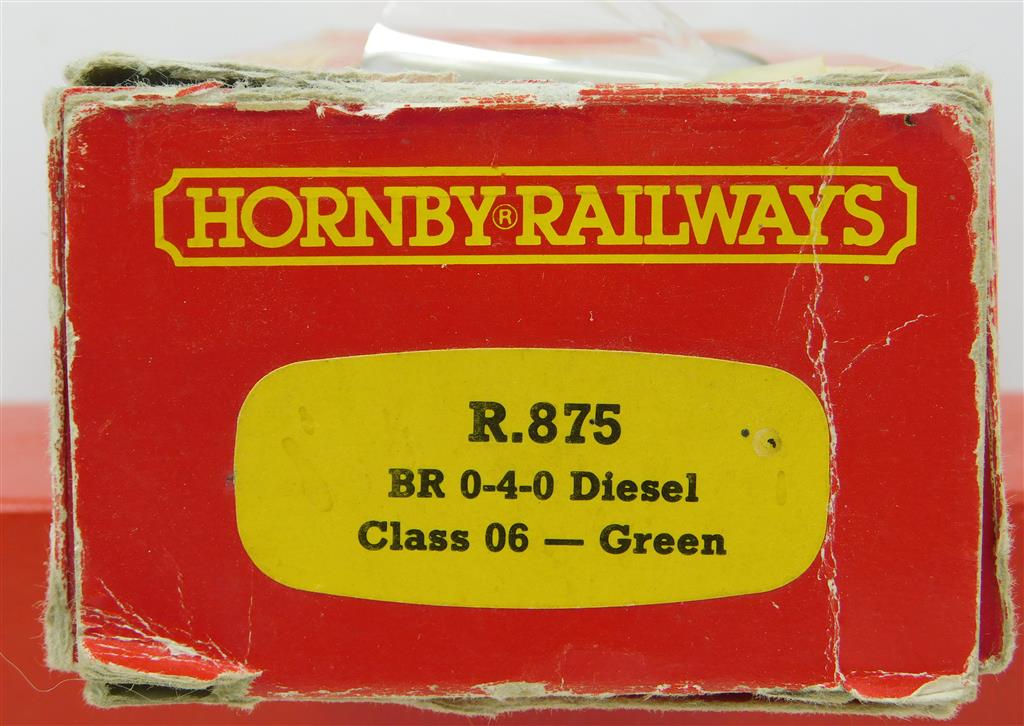 HORNBY® RAILWAYS
R.875
BR 0-4-0 Diesel
Class 06 — Green